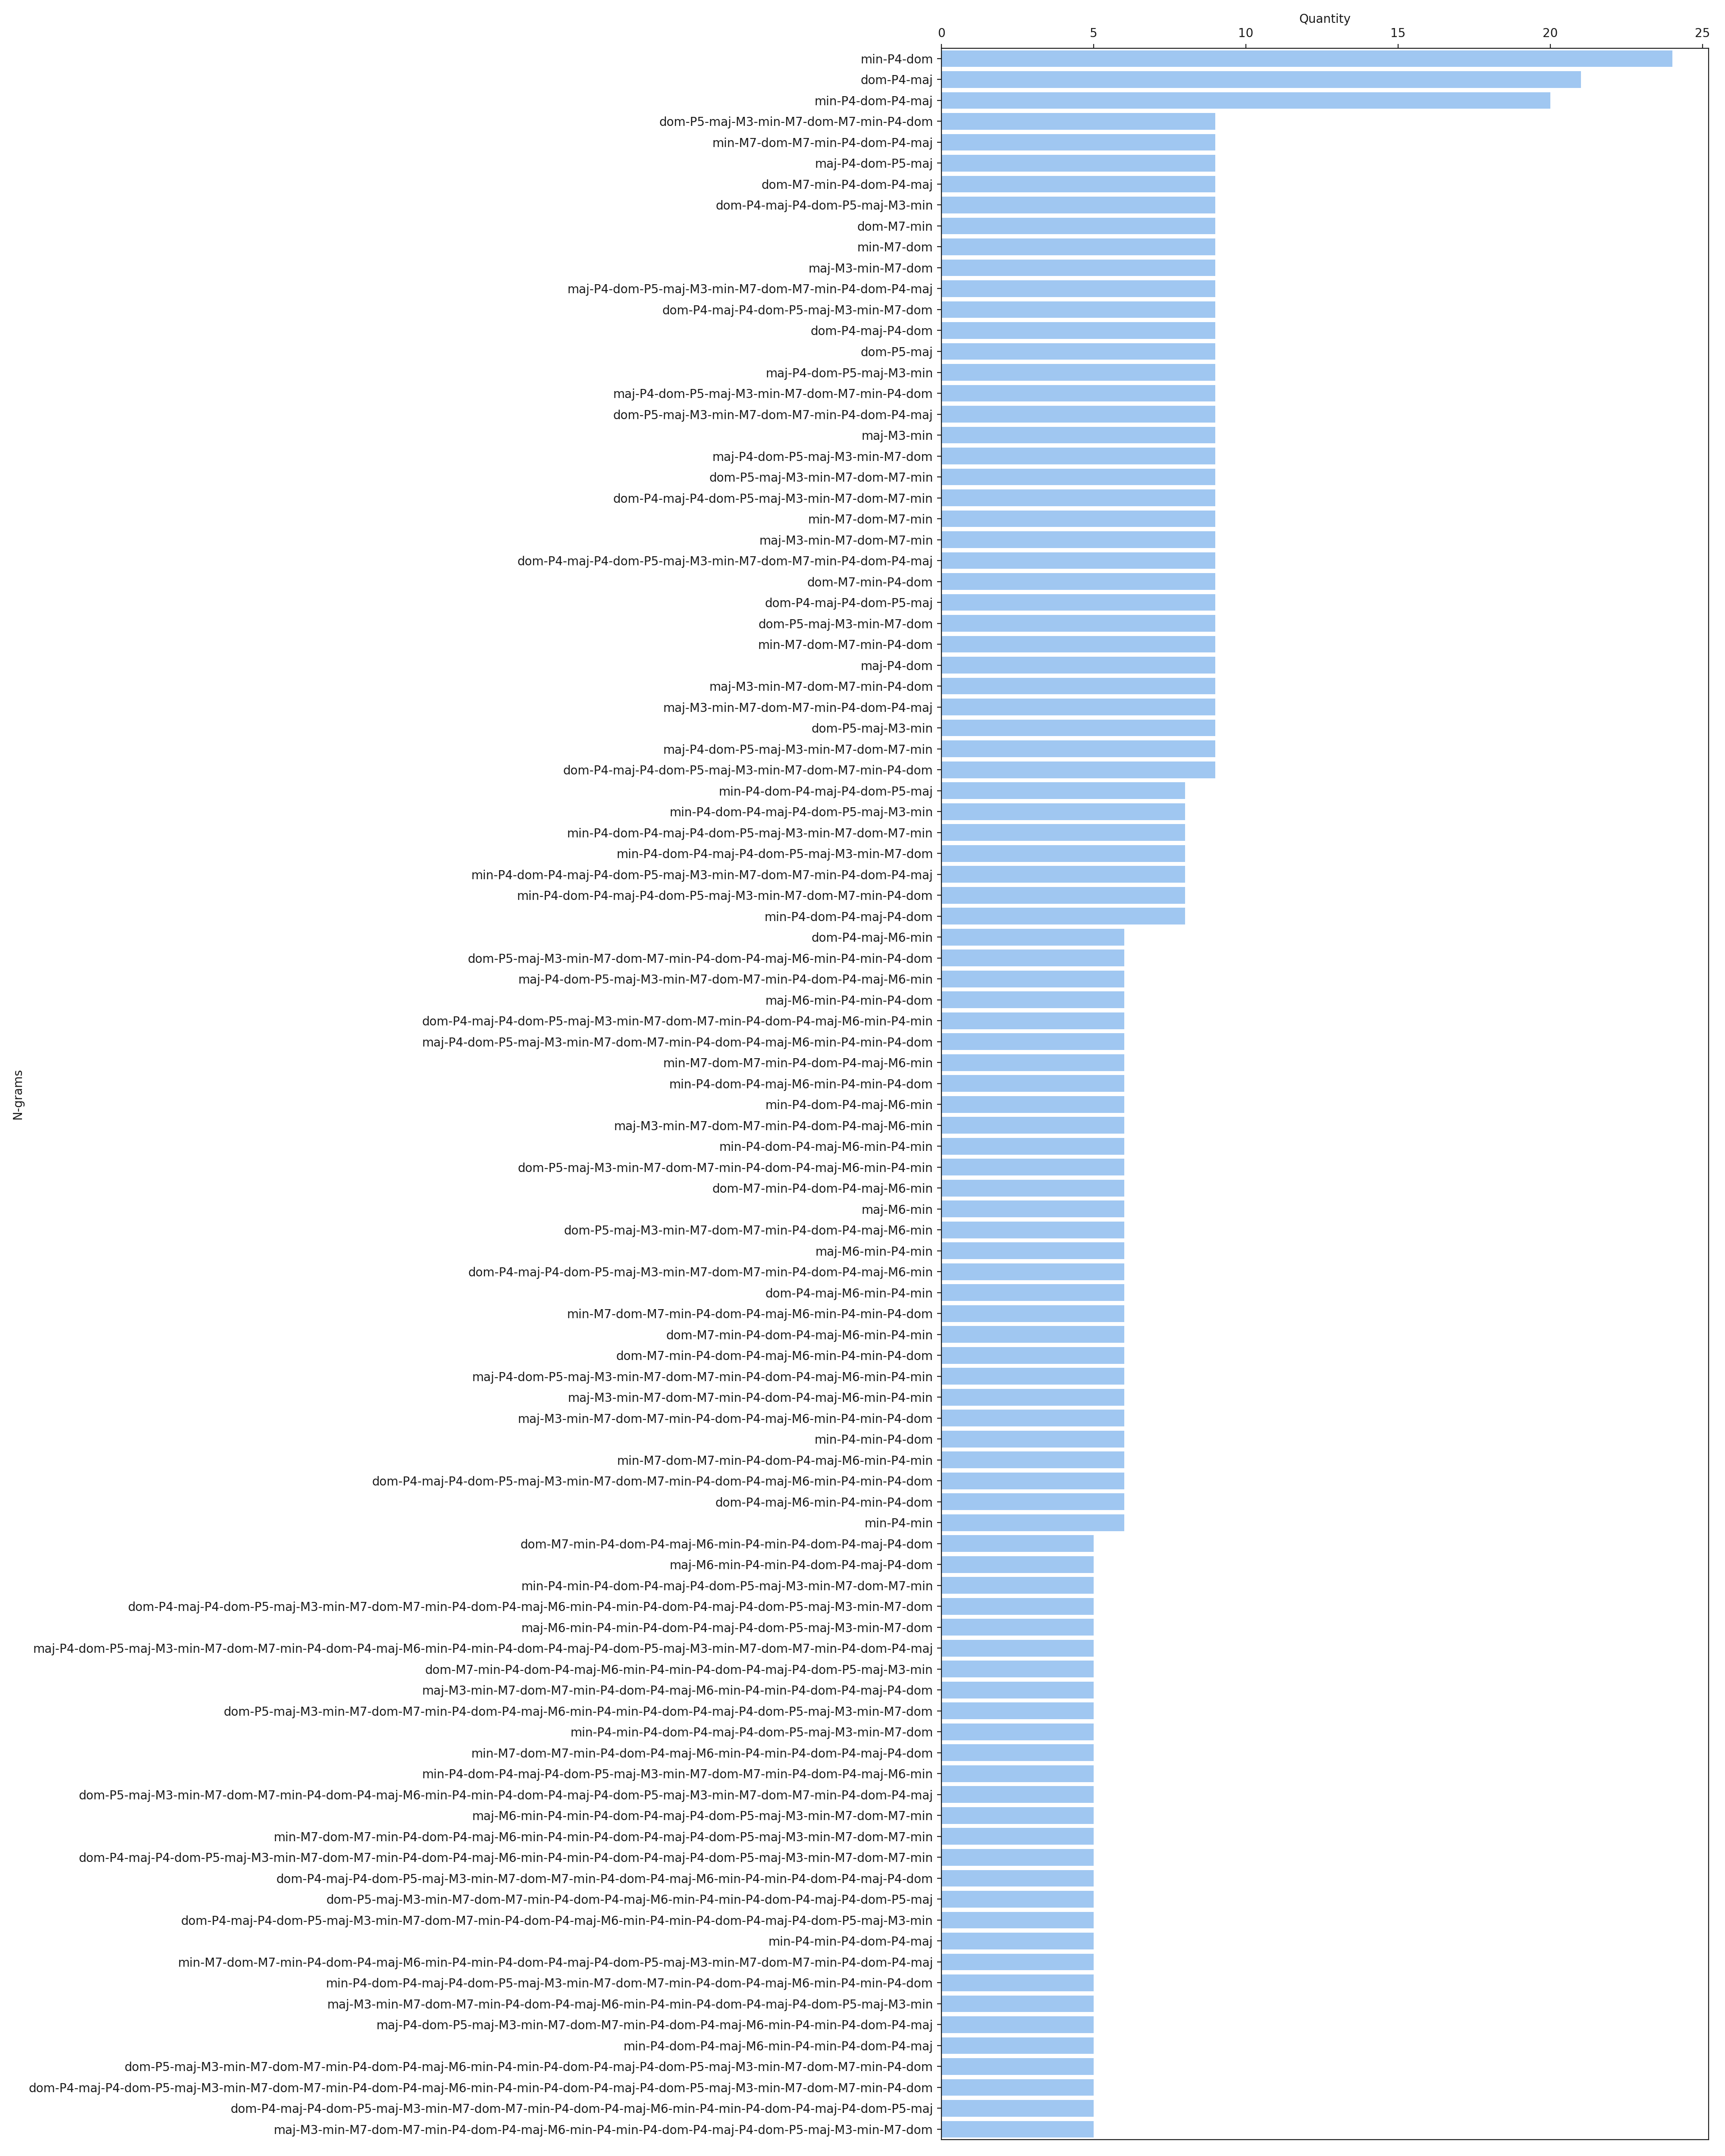 Quantity
0 5 10 15 20 25
min-P4-dom
dom-P4-maj
min-P4-dom-P4-maj
dom-P5-maj-M3-min-M7-dom-M7-min-P4-dom
min-M7-dom-M7-min-P4-dom-P4-maj
maj-P4-dom-P5-maj
dom-M7-min-P4-dom-P4-maj
dom-P4-maj-P4-dom-P5-maj-M3-min
dom-M7-min
min-M7-dom
maj-M3-min-M7-dom
maj-P4-dom-P5-maj-M3-min-M7-dom-M7-min-P4-dom-P4-maj
dom-P4-maj-P4-dom-P5-maj-M3-min-M7-dom
dom-P4-maj-P4-dom
dom-P5-maj
maj-P4-dom-P5-maj-M3-min
maj-P4-dom-P5-maj-M3-min-M7-dom-M7-min-P4-dom
dom-P5-maj-M3-min-M7-dom-M7-min-P4-dom-P4-maj
maj-M3-min
maj-P4-dom-P5-maj-M3-min-M7-dom
dom-P5-maj-M3-min-M7-dom-M7-min
dom-P4-maj-P4-dom-P5-maj-M3-min-M7-dom-M7-min
min-M7-dom-M7-min
maj-M3-min-M7-dom-M7-min
dom-P4-maj-P4-dom-P5-maj-M3-min-M7-dom-M7-min-P4-dom-P4-maj
dom-M7-min-P4-dom
dom-P4-maj-P4-dom-P5-maj
dom-P5-maj-M3-min-M7-dom
min-M7-dom-M7-min-P4-dom
maj-P4-dom
maj-M3-min-M7-dom-M7-min-P4-dom
maj-M3-min-M7-dom-M7-min-P4-dom-P4-maj
dom-P5-maj-M3-min
maj-P4-dom-P5-maj-M3-min-M7-dom-M7-min
dom-P4-maj-P4-dom-P5-maj-M3-min-M7-dom-M7-min-P4-dom
min-P4-dom-P4-maj-P4-dom-P5-maj
min-P4-dom-P4-maj-P4-dom-P5-maj-M3-min
min-P4-dom-P4-maj-P4-dom-P5-maj-M3-min-M7-dom-M7-min
min-P4-dom-P4-maj-P4-dom-P5-maj-M3-min-M7-dom
min-P4-dom-P4-maj-P4-dom-P5-maj-M3-min-M7-dom-M7-min-P4-dom-P4-maj
min-P4-dom-P4-maj-P4-dom-P5-maj-M3-min-M7-dom-M7-min-P4-dom
min-P4-dom-P4-maj-P4-dom
dom-P4-maj-M6-min
dom-P5-maj-M3-min-M7-dom-M7-min-P4-dom-P4-maj-M6-min-P4-min-P4-dom
maj-P4-dom-P5-maj-M3-min-M7-dom-M7-min-P4-dom-P4-maj-M6-min
maj-M6-min-P4-min-P4-dom
dom-P4-maj-P4-dom-P5-maj-M3-min-M7-dom-M7-min-P4-dom-P4-maj-M6-min-P4-min
maj-P4-dom-P5-maj-M3-min-M7-dom-M7-min-P4-dom-P4-maj-M6-min-P4-min-P4-dom
min-M7-dom-M7-min-P4-dom-P4-maj-M6-min
min-P4-dom-P4-maj-M6-min-P4-min-P4-dom
min-P4-dom-P4-maj-M6-min
maj-M3-min-M7-dom-M7-min-P4-dom-P4-maj-M6-min
min-P4-dom-P4-maj-M6-min-P4-min
dom-P5-maj-M3-min-M7-dom-M7-min-P4-dom-P4-maj-M6-min-P4-min
dom-M7-min-P4-dom-P4-maj-M6-min
maj-M6-min
dom-P5-maj-M3-min-M7-dom-M7-min-P4-dom-P4-maj-M6-min
maj-M6-min-P4-min
dom-P4-maj-P4-dom-P5-maj-M3-min-M7-dom-M7-min-P4-dom-P4-maj-M6-min
dom-P4-maj-M6-min-P4-min
min-M7-dom-M7-min-P4-dom-P4-maj-M6-min-P4-min-P4-dom
dom-M7-min-P4-dom-P4-maj-M6-min-P4-min
dom-M7-min-P4-dom-P4-maj-M6-min-P4-min-P4-dom
maj-P4-dom-P5-maj-M3-min-M7-dom-M7-min-P4-dom-P4-maj-M6-min-P4-min
maj-M3-min-M7-dom-M7-min-P4-dom-P4-maj-M6-min-P4-min
maj-M3-min-M7-dom-M7-min-P4-dom-P4-maj-M6-min-P4-min-P4-dom
min-P4-min-P4-dom
min-M7-dom-M7-min-P4-dom-P4-maj-M6-min-P4-min
dom-P4-maj-P4-dom-P5-maj-M3-min-M7-dom-M7-min-P4-dom-P4-maj-M6-min-P4-min-P4-dom
dom-P4-maj-M6-min-P4-min-P4-dom
min-P4-min
dom-M7-min-P4-dom-P4-maj-M6-min-P4-min-P4-dom-P4-maj-P4-dom
maj-M6-min-P4-min-P4-dom-P4-maj-P4-dom
min-P4-min-P4-dom-P4-maj-P4-dom-P5-maj-M3-min-M7-dom-M7-min
dom-P4-maj-P4-dom-P5-maj-M3-min-M7-dom-M7-min-P4-dom-P4-maj-M6-min-P4-min-P4-dom-P4-maj-P4-dom-P5-maj-M3-min-M7-dom
maj-M6-min-P4-min-P4-dom-P4-maj-P4-dom-P5-maj-M3-min-M7-dom
maj-P4-dom-P5-maj-M3-min-M7-dom-M7-min-P4-dom-P4-maj-M6-min-P4-min-P4-dom-P4-maj-P4-dom-P5-maj-M3-min-M7-dom-M7-min-P4-dom-P4-maj
dom-M7-min-P4-dom-P4-maj-M6-min-P4-min-P4-dom-P4-maj-P4-dom-P5-maj-M3-min
maj-M3-min-M7-dom-M7-min-P4-dom-P4-maj-M6-min-P4-min-P4-dom-P4-maj-P4-dom
dom-P5-maj-M3-min-M7-dom-M7-min-P4-dom-P4-maj-M6-min-P4-min-P4-dom-P4-maj-P4-dom-P5-maj-M3-min-M7-dom
min-P4-min-P4-dom-P4-maj-P4-dom-P5-maj-M3-min-M7-dom
min-M7-dom-M7-min-P4-dom-P4-maj-M6-min-P4-min-P4-dom-P4-maj-P4-dom
min-P4-dom-P4-maj-P4-dom-P5-maj-M3-min-M7-dom-M7-min-P4-dom-P4-maj-M6-min
dom-P5-maj-M3-min-M7-dom-M7-min-P4-dom-P4-maj-M6-min-P4-min-P4-dom-P4-maj-P4-dom-P5-maj-M3-min-M7-dom-M7-min-P4-dom-P4-maj
maj-M6-min-P4-min-P4-dom-P4-maj-P4-dom-P5-maj-M3-min-M7-dom-M7-min
min-M7-dom-M7-min-P4-dom-P4-maj-M6-min-P4-min-P4-dom-P4-maj-P4-dom-P5-maj-M3-min-M7-dom-M7-min
dom-P4-maj-P4-dom-P5-maj-M3-min-M7-dom-M7-min-P4-dom-P4-maj-M6-min-P4-min-P4-dom-P4-maj-P4-dom-P5-maj-M3-min-M7-dom-M7-min
dom-P4-maj-P4-dom-P5-maj-M3-min-M7-dom-M7-min-P4-dom-P4-maj-M6-min-P4-min-P4-dom-P4-maj-P4-dom
dom-P5-maj-M3-min-M7-dom-M7-min-P4-dom-P4-maj-M6-min-P4-min-P4-dom-P4-maj-P4-dom-P5-maj
dom-P4-maj-P4-dom-P5-maj-M3-min-M7-dom-M7-min-P4-dom-P4-maj-M6-min-P4-min-P4-dom-P4-maj-P4-dom-P5-maj-M3-min
min-P4-min-P4-dom-P4-maj
min-M7-dom-M7-min-P4-dom-P4-maj-M6-min-P4-min-P4-dom-P4-maj-P4-dom-P5-maj-M3-min-M7-dom-M7-min-P4-dom-P4-maj
min-P4-dom-P4-maj-P4-dom-P5-maj-M3-min-M7-dom-M7-min-P4-dom-P4-maj-M6-min-P4-min-P4-dom
maj-M3-min-M7-dom-M7-min-P4-dom-P4-maj-M6-min-P4-min-P4-dom-P4-maj-P4-dom-P5-maj-M3-min
maj-P4-dom-P5-maj-M3-min-M7-dom-M7-min-P4-dom-P4-maj-M6-min-P4-min-P4-dom-P4-maj
min-P4-dom-P4-maj-M6-min-P4-min-P4-dom-P4-maj
dom-P5-maj-M3-min-M7-dom-M7-min-P4-dom-P4-maj-M6-min-P4-min-P4-dom-P4-maj-P4-dom-P5-maj-M3-min-M7-dom-M7-min-P4-dom
dom-P4-maj-P4-dom-P5-maj-M3-min-M7-dom-M7-min-P4-dom-P4-maj-M6-min-P4-min-P4-dom-P4-maj-P4-dom-P5-maj-M3-min-M7-dom-M7-min-P4-dom
dom-P4-maj-P4-dom-P5-maj-M3-min-M7-dom-M7-min-P4-dom-P4-maj-M6-min-P4-min-P4-dom-P4-maj-P4-dom-P5-maj
maj-M3-min-M7-dom-M7-min-P4-dom-P4-maj-M6-min-P4-min-P4-dom-P4-maj-P4-dom-P5-maj-M3-min-M7-dom
N-grams